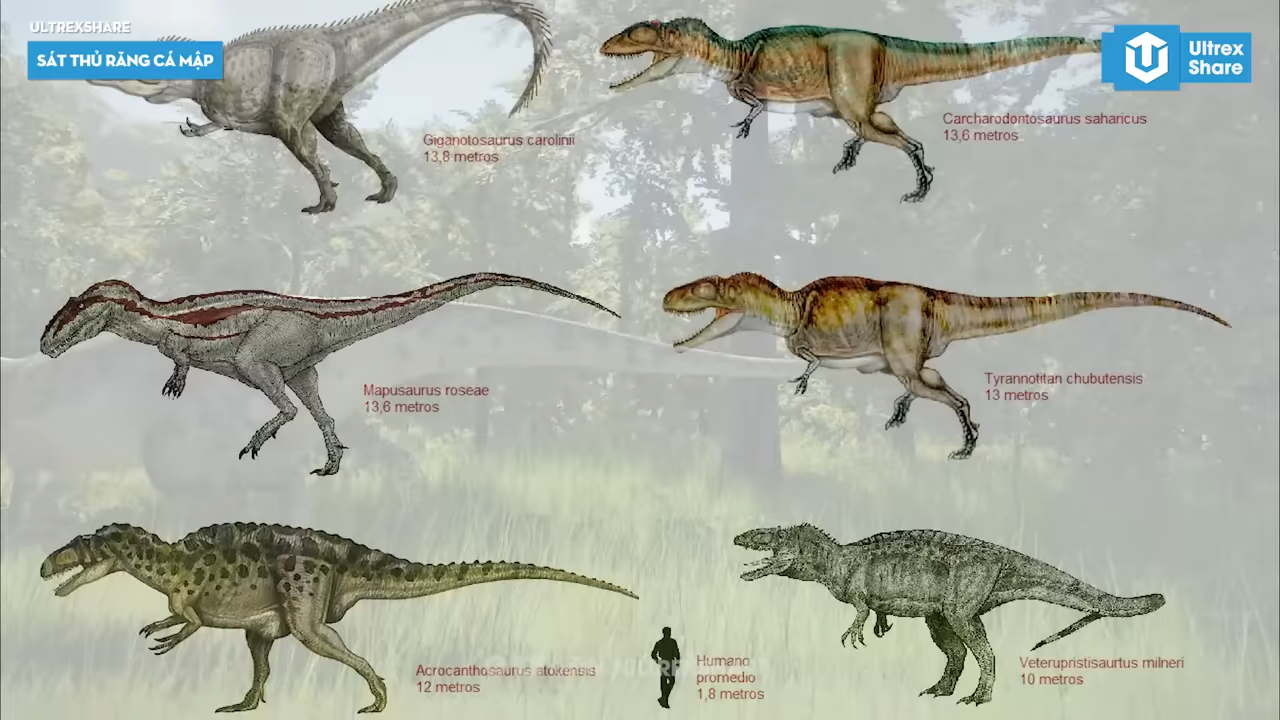 ULTREXSHARE
SÁT THỦ RĂNG CÁ MẬP
Ultrex
Share
Giganotosaurus carolinii
13,8 metros
Carcharodontosaurus saharicus
13,6 metros
Mapusaurus roseae
13,6 metros
Tyrannotitan chubutensis
13 metros
Acrocanthosaurus atokensis
12 metros
Humano
promedio
1,8 metros
Veterupristisaurtus milneri
10 metros